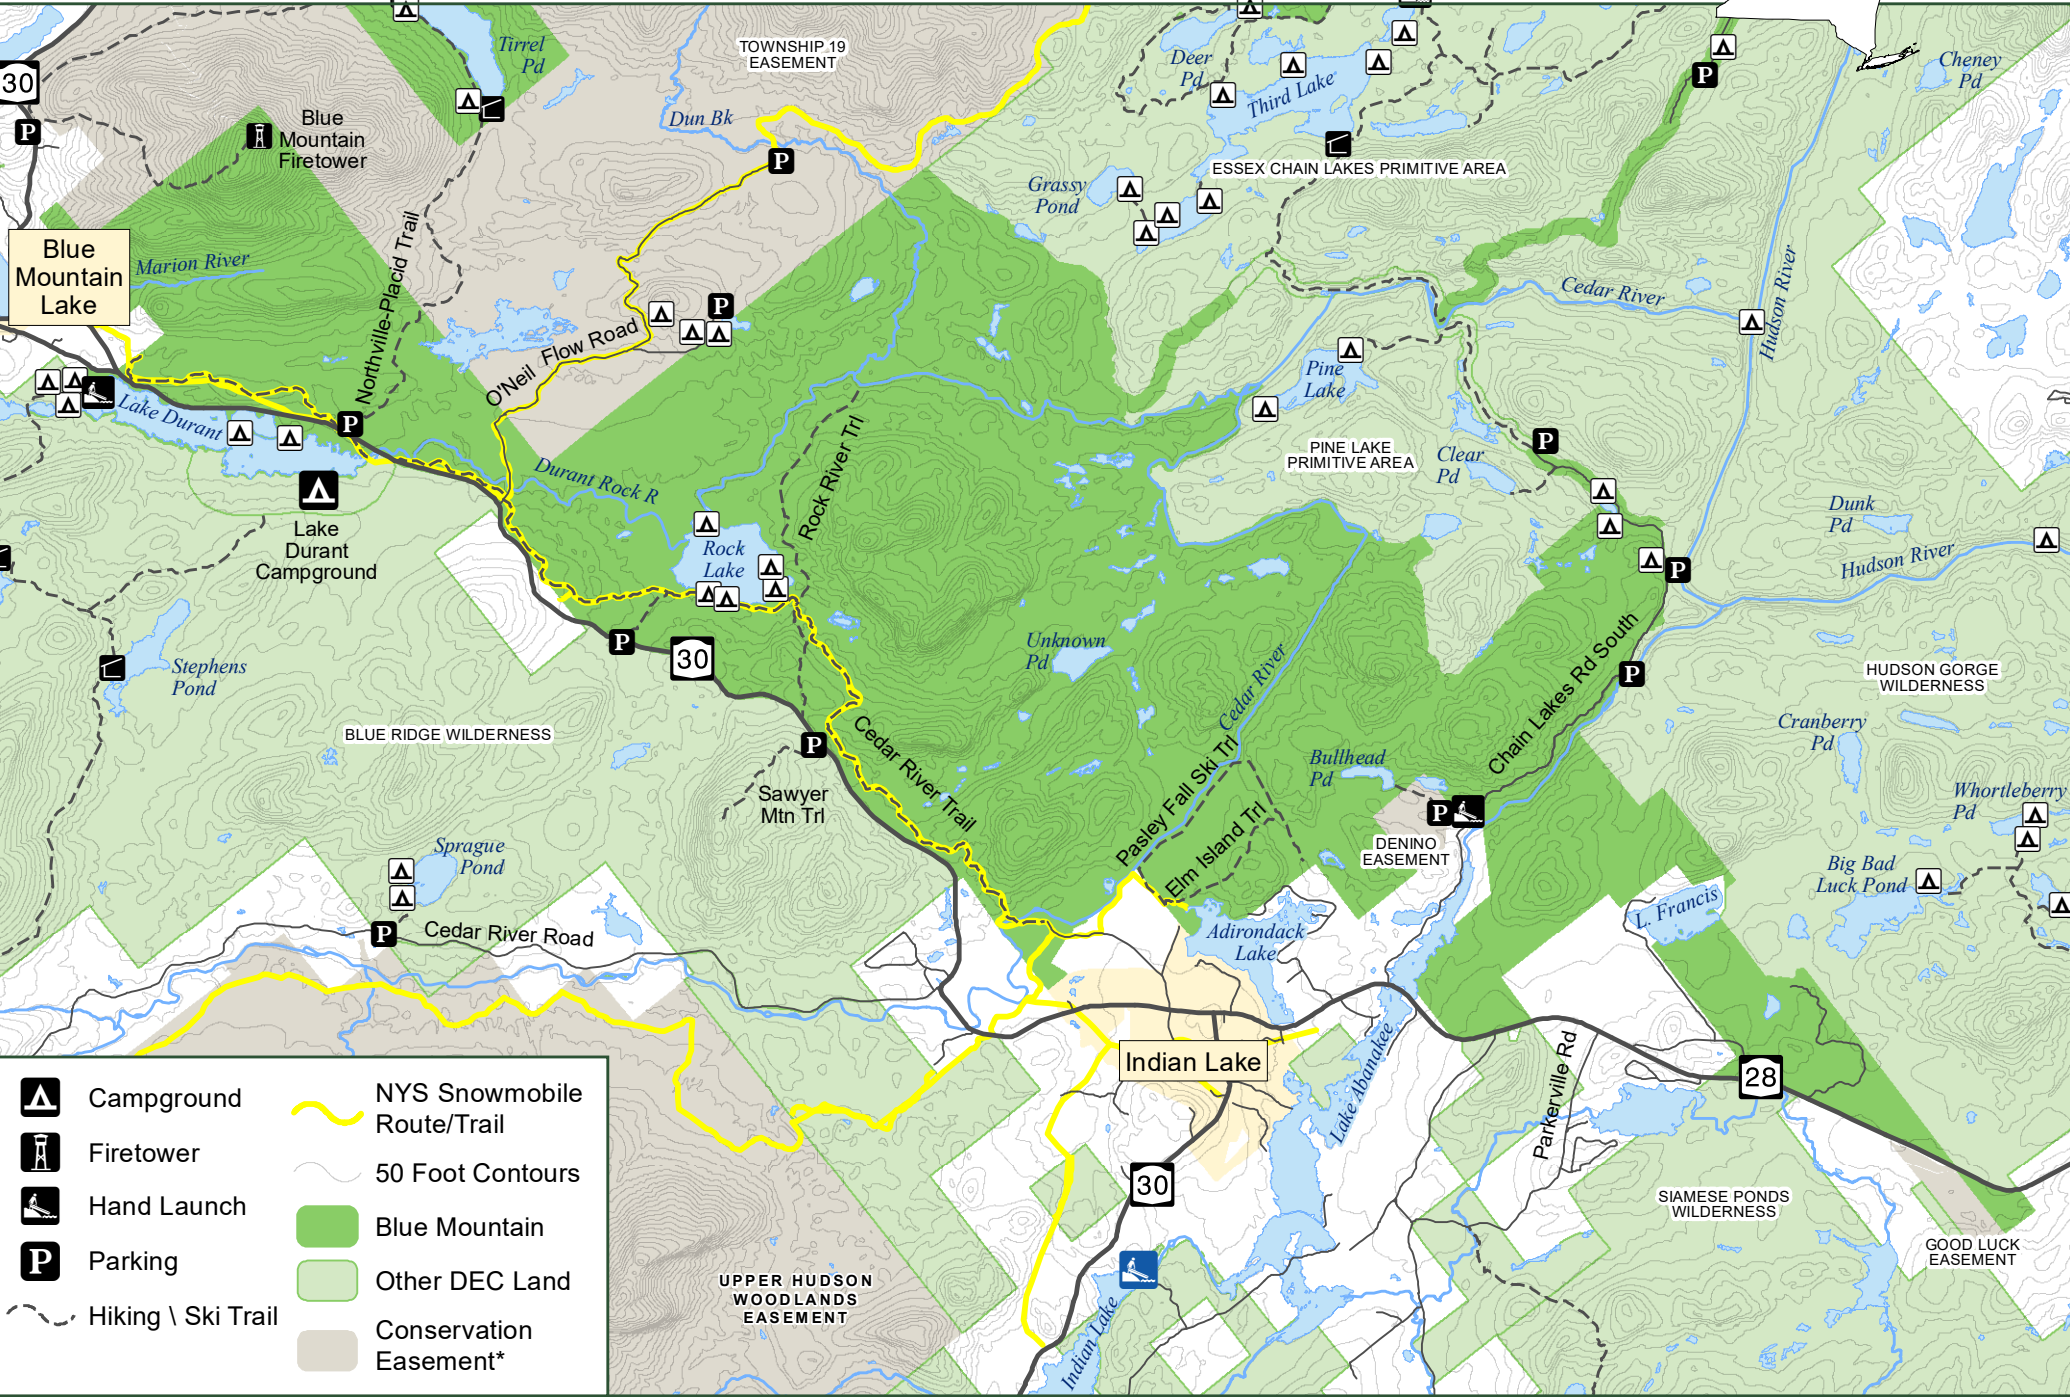 Tirrel
Pd
TOWNSHIP 19
EASEMENT
Deer
Pd
Third Lake
Cheney
Pd
30
P
Blue
Mountain
Firetower
Dun Bk
P
P
ESSEX CHAIN LAKES PRIMITIVE AREA
Grassy
Pond
Blue
Mountain
Lake
Marion River
Northville-Placid Trail
O'Neil Flow Road
P
Cedar River
Hudson River
Pine
Lake
Lake Durant
P
Rock River Trl
PINE LAKE
PRIMITIVE AREA
Clear
Pd
P
Durant Rock R
Dunk
Pd
Lake
Durant
Campground
Rock
Lake
P
Hudson River
Stephens
Pond
P
30
Unknown
Pd
Cedar River
Chain Lakes Rd South
P
HUDSON GORGE
WILDERNESS
BLUE RIDGE WILDERNESS
P
Cedar River Trail
Cranberry
Pd
Sawyer
Mtn Trl
Pasley Fall Ski Trl
Bullhead
Pd
Elm Island Trl
P
DENINO
EASEMENT
Whortleberry
Pd
Sprague
Pond
Big Bad
Luck Pond
P
Cedar River Road
Adirondack
Lake
L. Francis
Indian Lake
Lake Abanakee
Parkerville Rd
28
30
SIAMESE PONDS
WILDERNESS
GOOD LUCK
EASEMENT
UPPER HUDSON
WOODLANDS
EASEMENT
Indian Lake
Campground
Firetower
Hand Launch
P
Parking
Hiking \ Ski Trail
NYS Snowmobile
Route/Trail
50 Foot Contours
Blue Mountain
Other DEC Land
Conservation
Easement*